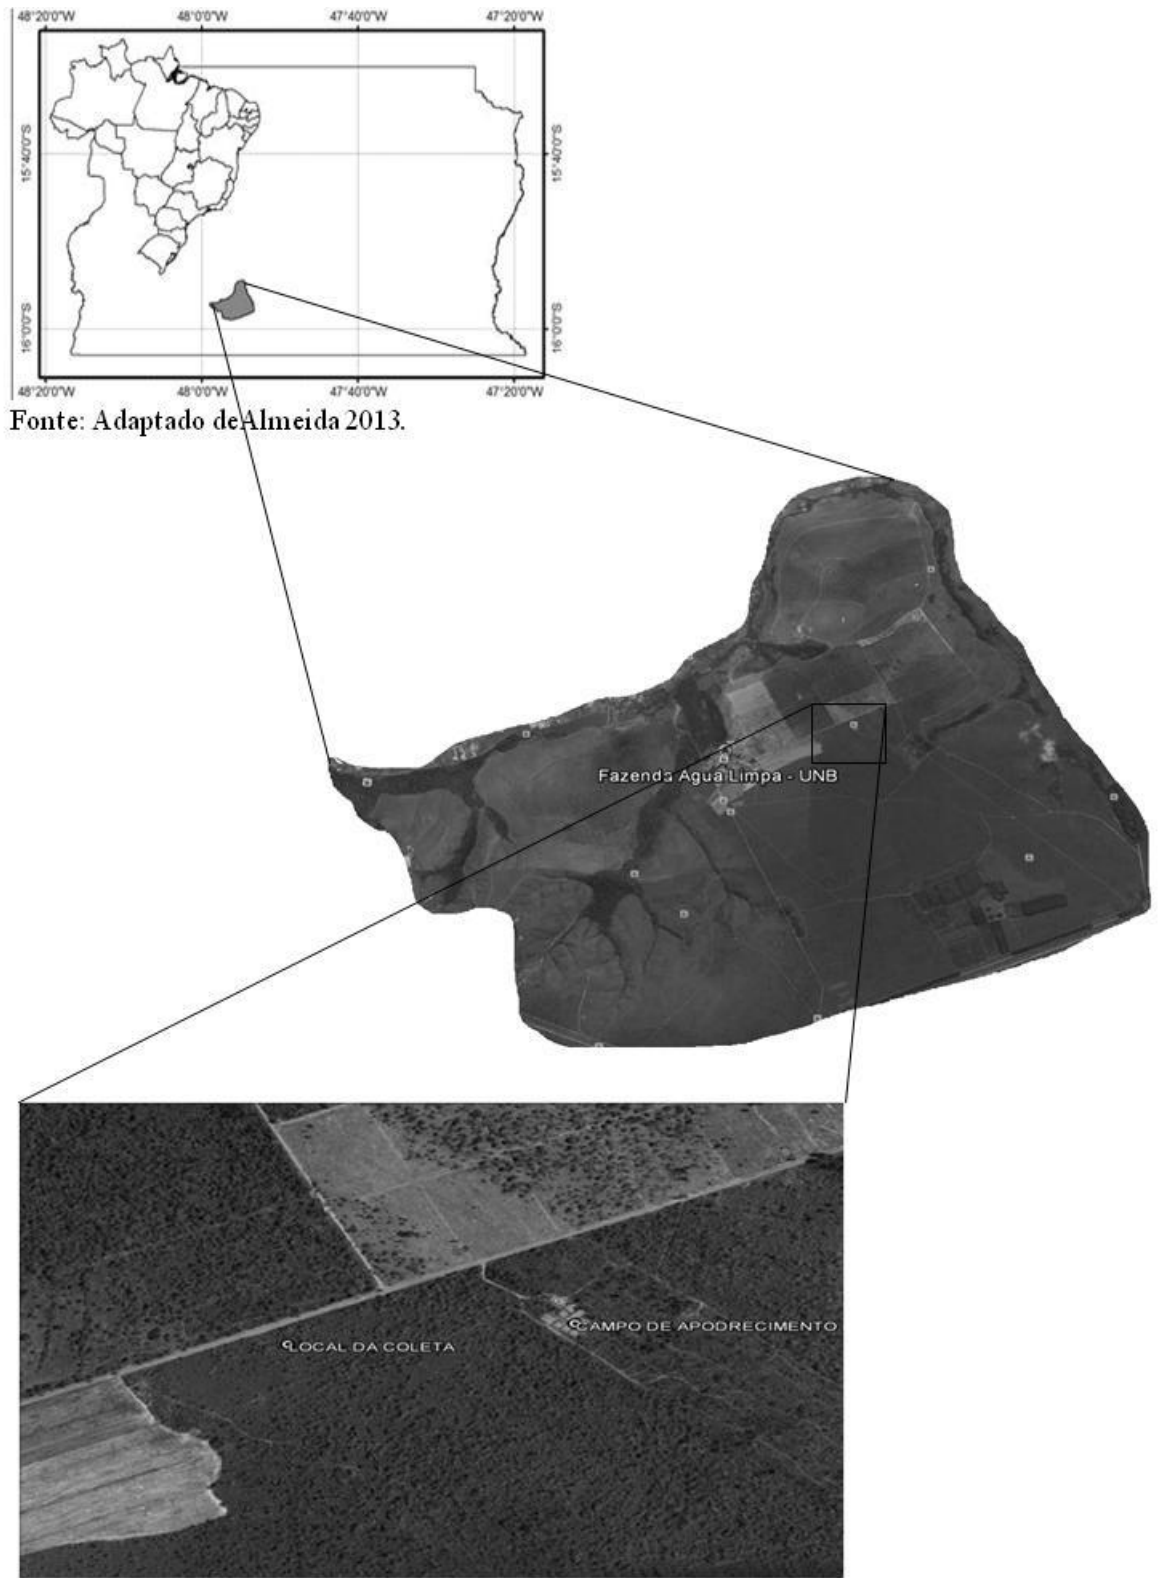 48°20'0"W 48°0'0"W 47°40'0"W 47°20'0"W
15°40'0"S 15°40'0"S
16°0'0"S 16°0'0"S
48°20'0"W 48°0'0"W 47°40'0"W 47°20'0"W
Fonte: Adaptado deAlmeida 2013.
Fazenda Agua Limpa - UNB
CAMPO DE APODRECIMENTO
LOCAL DA COLETA